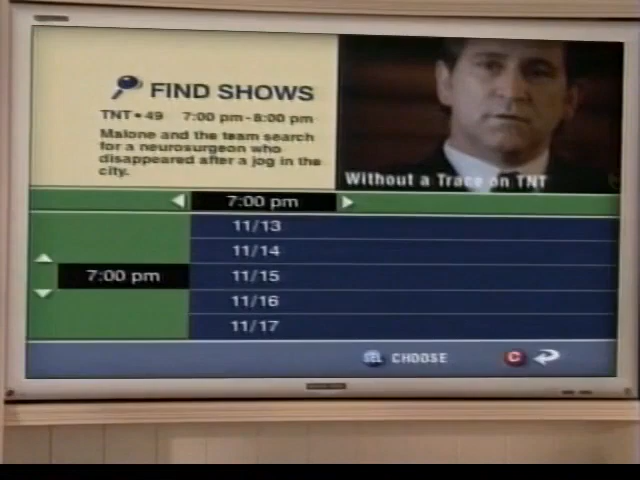 FIND SHOWS
TNT • 49 7:00 pm - 8:00 pm
Malone and the team search
for a neurosurgeon who
disappeared after a jog in the
city.
Without a Trace on TNT
7:00 pm
11/13
11/14
7:00 pm 11/15
11/16
11/17
SEL CHOOSE C